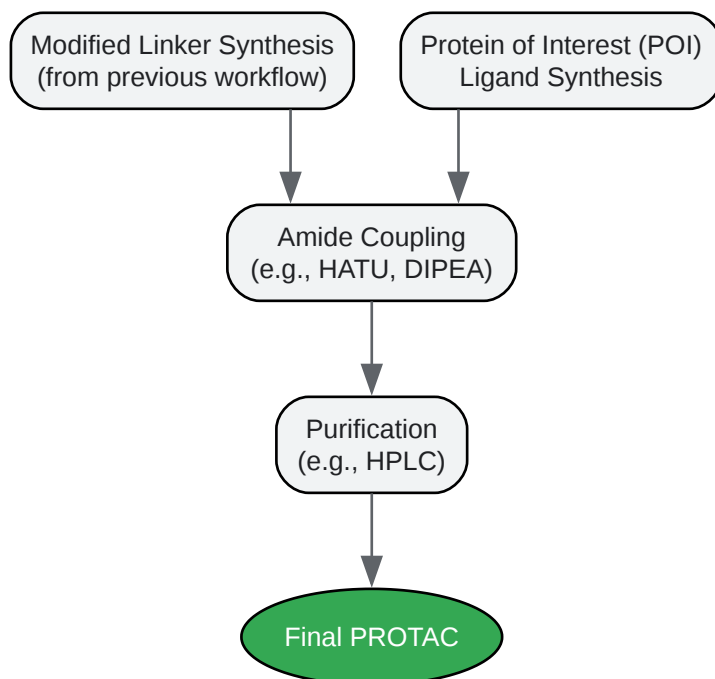 Modified Linker Synthesis
(from previous workflow)
Protein of Interest (POI)
Ligand Synthesis
Amide Coupling
(e.g., HATU, DIPEA)
Purification
(e.g., HPLC)
Final PROTAC